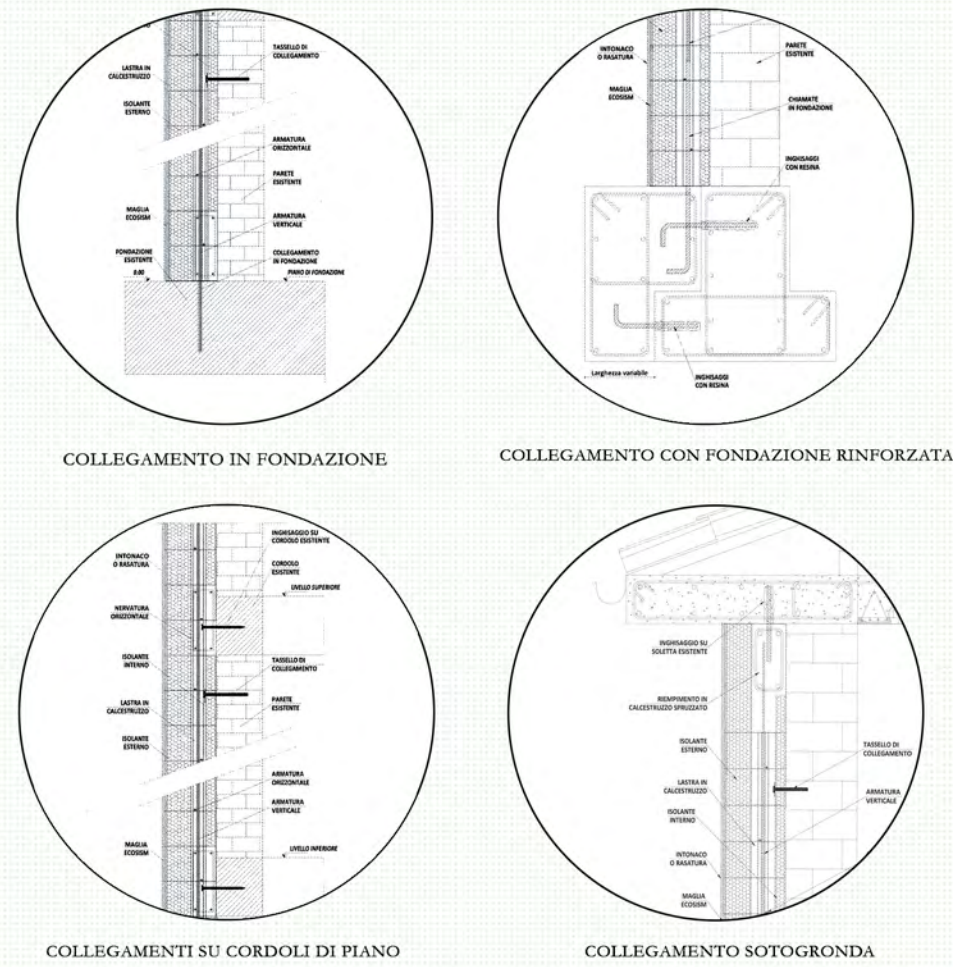 TASSELLO DI
COLLEGAMENTO
LASTRA IN
CALCESTRUZZO
ISOLANTE
ESTERNO
ARMATURA
ORIZZONTALE
PARETE
ESISTENTE
MAGLIA
ECOSISM
ARMATURA
VERTICALE
FONDAZIONE
ESISTENTE
COLLEGAMENTO
IN FONDAZIONE
0.00
PIANO DI FONDAZIONE
COLLEGAMENTO IN FONDAZIONE
INTONACO
O RASATURA
PARETE
ESISTENTE
MAGLIA
ECOSISM
CHIAMATE
IN FONDAZIONE
INGHISAGGI
CON RESINA
Larghezza variabile
INGHISAGGI
CON RESINA
COLLEGAMENTO CON FONDAZIONE RINFORZATA
INGHISAGGIO SU
CORDOLO ESISTENTE
INTONACO
O RASATURA
CORDOLO
ESISTENTE
LIVELLO SUPERIORE
NERVATURA
ORIZZONTALE
ISOLANTE
INTERNO
TASSELLO DI
COLLEGAMENTO
LASTRA IN
CALCESTRUZZO
PARETE
ESISTENTE
ISOLANTE
ESTERNO
ARMATURA
ORIZZONTALE
ARMATURA
VERTICALE
MAGLIA
ECOSISM
LIVELLO INFERIORE
COLLEGAMENTI SU CORDOLI DI PIANO
INGHISAGGIO SU
SOLETTA ESISTENTE
RIEMPIMENTO IN
CALCESTRUZZO SPRUZZATO
ISOLANTE
ESTERNO
TASSELLO DI
COLLEGAMENTO
LASTRA IN
CALCESTRUZZO
ARMATURA
VERTICALE
ISOLANTE
INTERNO
INTONACO
O RASATURA
MAGLIA
ECOSISM
COLLEGAMENTO SOTOGRONDA